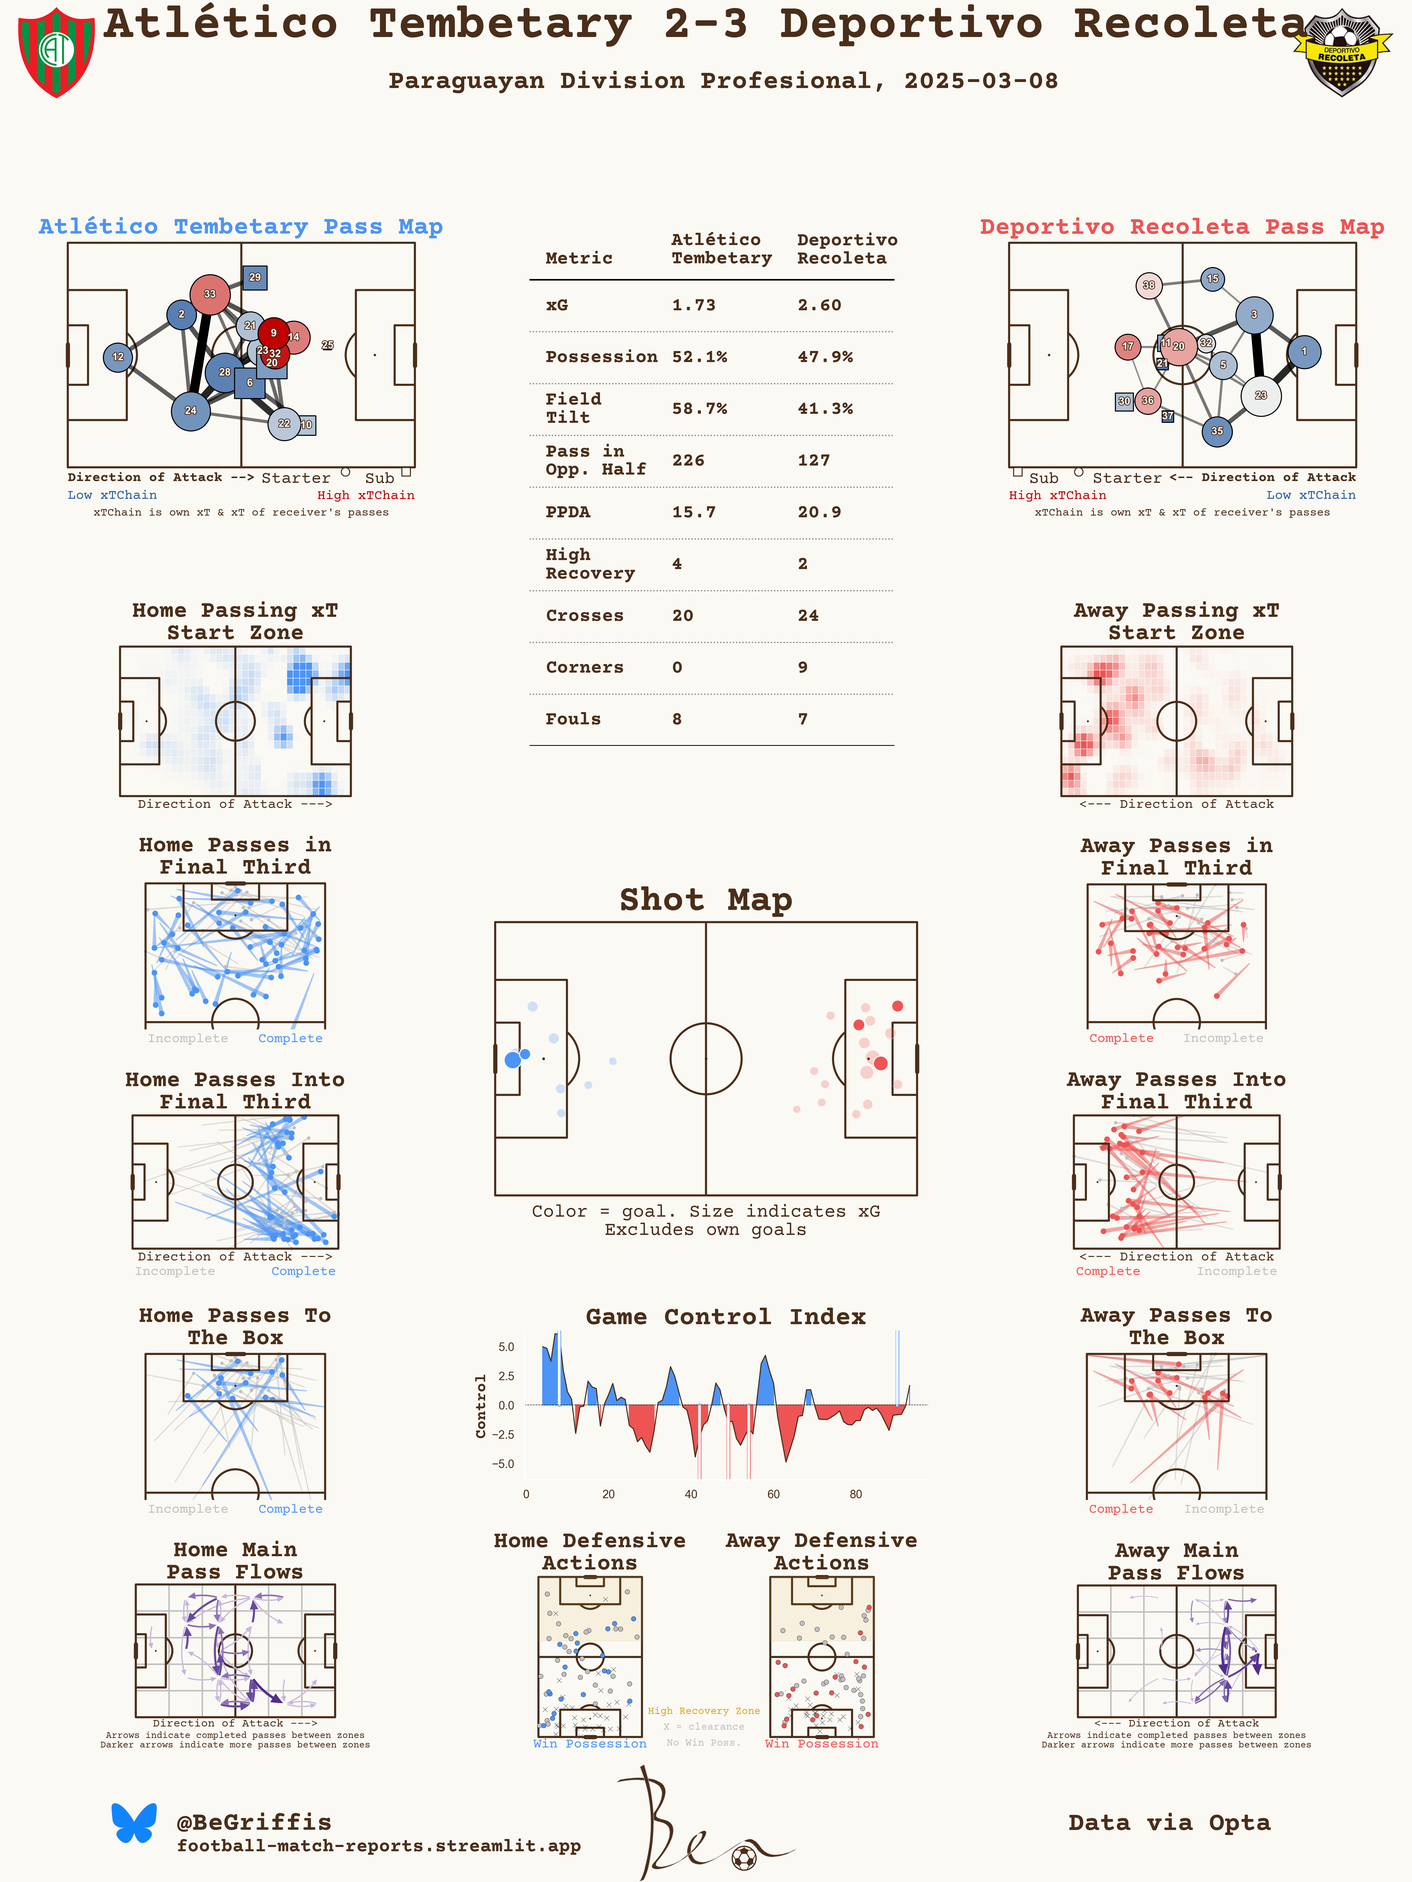 Atlético Tembetary 2-3 Deportivo Recoleta
Paraguayan Division Profesional, 2025-03-08
CAT
DEPORTIVO
RECOLETA
Atlético Tembetary Pass Map
29
33
2
21
9
14
25
12
23
32
20
28
6
24
22
10
Direction of Attack --> Starter Sub
Low xTChain High xTChain
xTChain is own xT & xT of receiver's passes
Metric Atlético Tembetary Deportivo Recoleta
xG 1.73 2.60
Possession 52.1% 47.9%
Field Tilt 58.7% 41.3%
Pass in Opp. Half 226 127
PPDA 15.7 20.9
High Recovery 4 2
Crosses 20 24
Corners 0 9
Fouls 8 7
Deportivo Recoleta Pass Map
38
15
3
17
11
20
32
1
21
5
30
36
23
37
35
Sub Starter <-- Direction of Attack
High xTChain Low xTChain
xTChain is own xT & xT of receiver's passes
Home Passing xT
Start Zone
Direction of Attack --->
Away Passing xT
Start Zone
<--- Direction of Attack
Home Passes in
Final Third
Incomplete Complete
Away Passes in
Final Third
Complete Incomplete
Shot Map
Color = goal. Size indicates xG
Excludes own goals
Home Passes Into
Final Third
Direction of Attack --->
Incomplete Complete
Away Passes Into
Final Third
<--- Direction of Attack
Complete Incomplete
Home Passes To
The Box
Incomplete Complete
Game Control Index
Control
5.0
2.5
0.0
−2.5
−5.0
0 20 40 60 80
Away Passes To
The Box
Complete Incomplete
Home Main
Pass Flows
Direction of Attack --->
Arrows indicate completed passes between zones
Darker arrows indicate more passes between zones
Home Defensive
Actions
Win Possession
High Recovery Zone
X = clearance
No Win Poss.
Away Defensive
Actions
Win Possession
Away Main
Pass Flows
<--- Direction of Attack
Arrows indicate completed passes between zones
Darker arrows indicate more passes between zones
@BeGriffis
football-match-reports.streamlit.app
Ben
Data via Opta